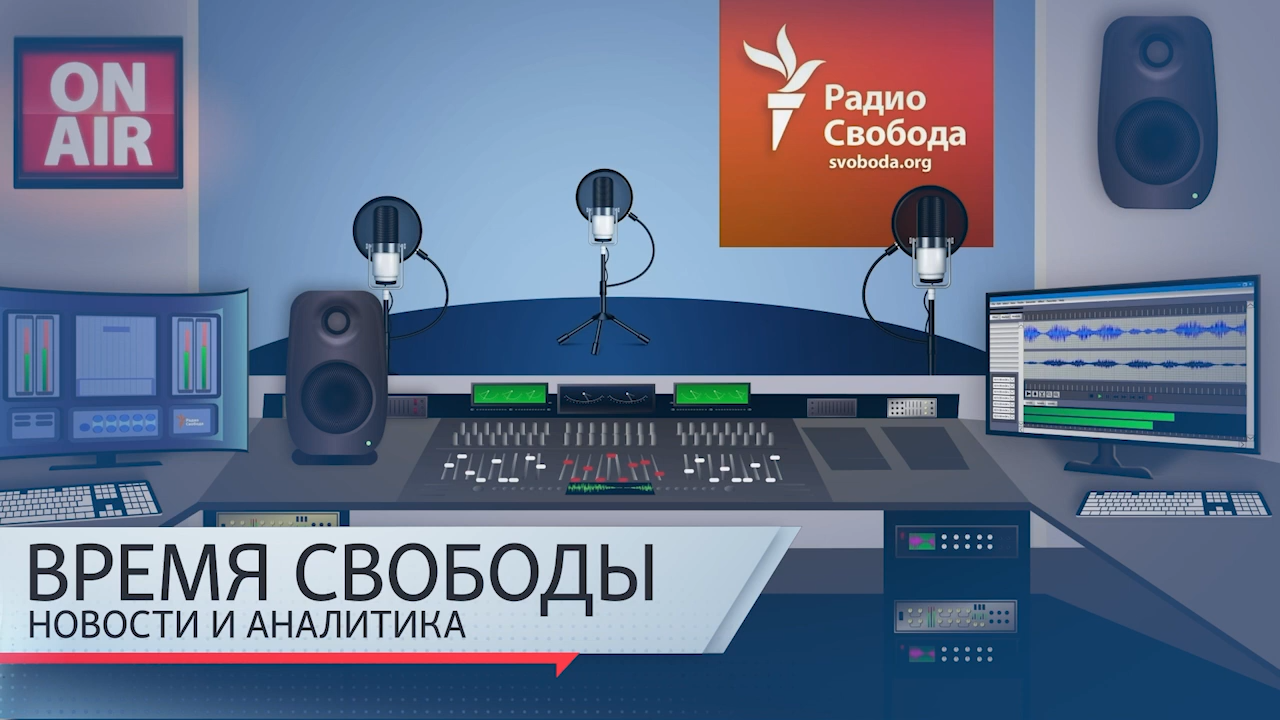 ON
AIR
Радио
Свобода
svoboda.org
ВРЕМЯ СВОБОДЫ
НОВОСТИ И АНАЛИТИКА